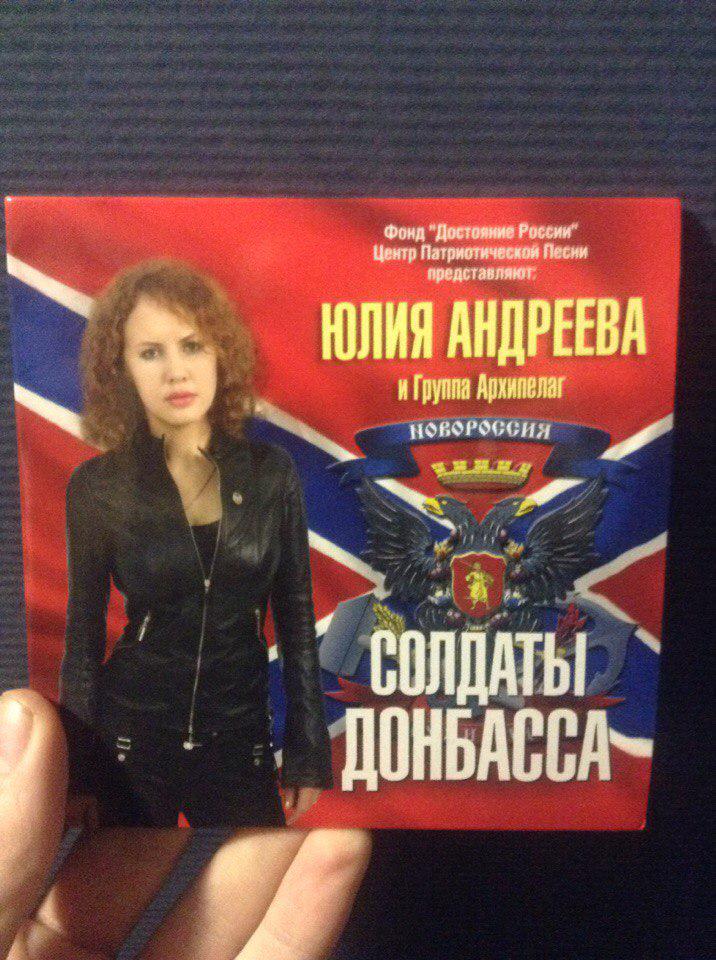 Фонд "Достояние России"
Центр Патриотической Песни
представляют:
ЮЛИЯ АНДРЕЕВА
и Группа Архипелаг
НОВОРОССИЯ
СОЛДАТЫ
ДОНБАССА